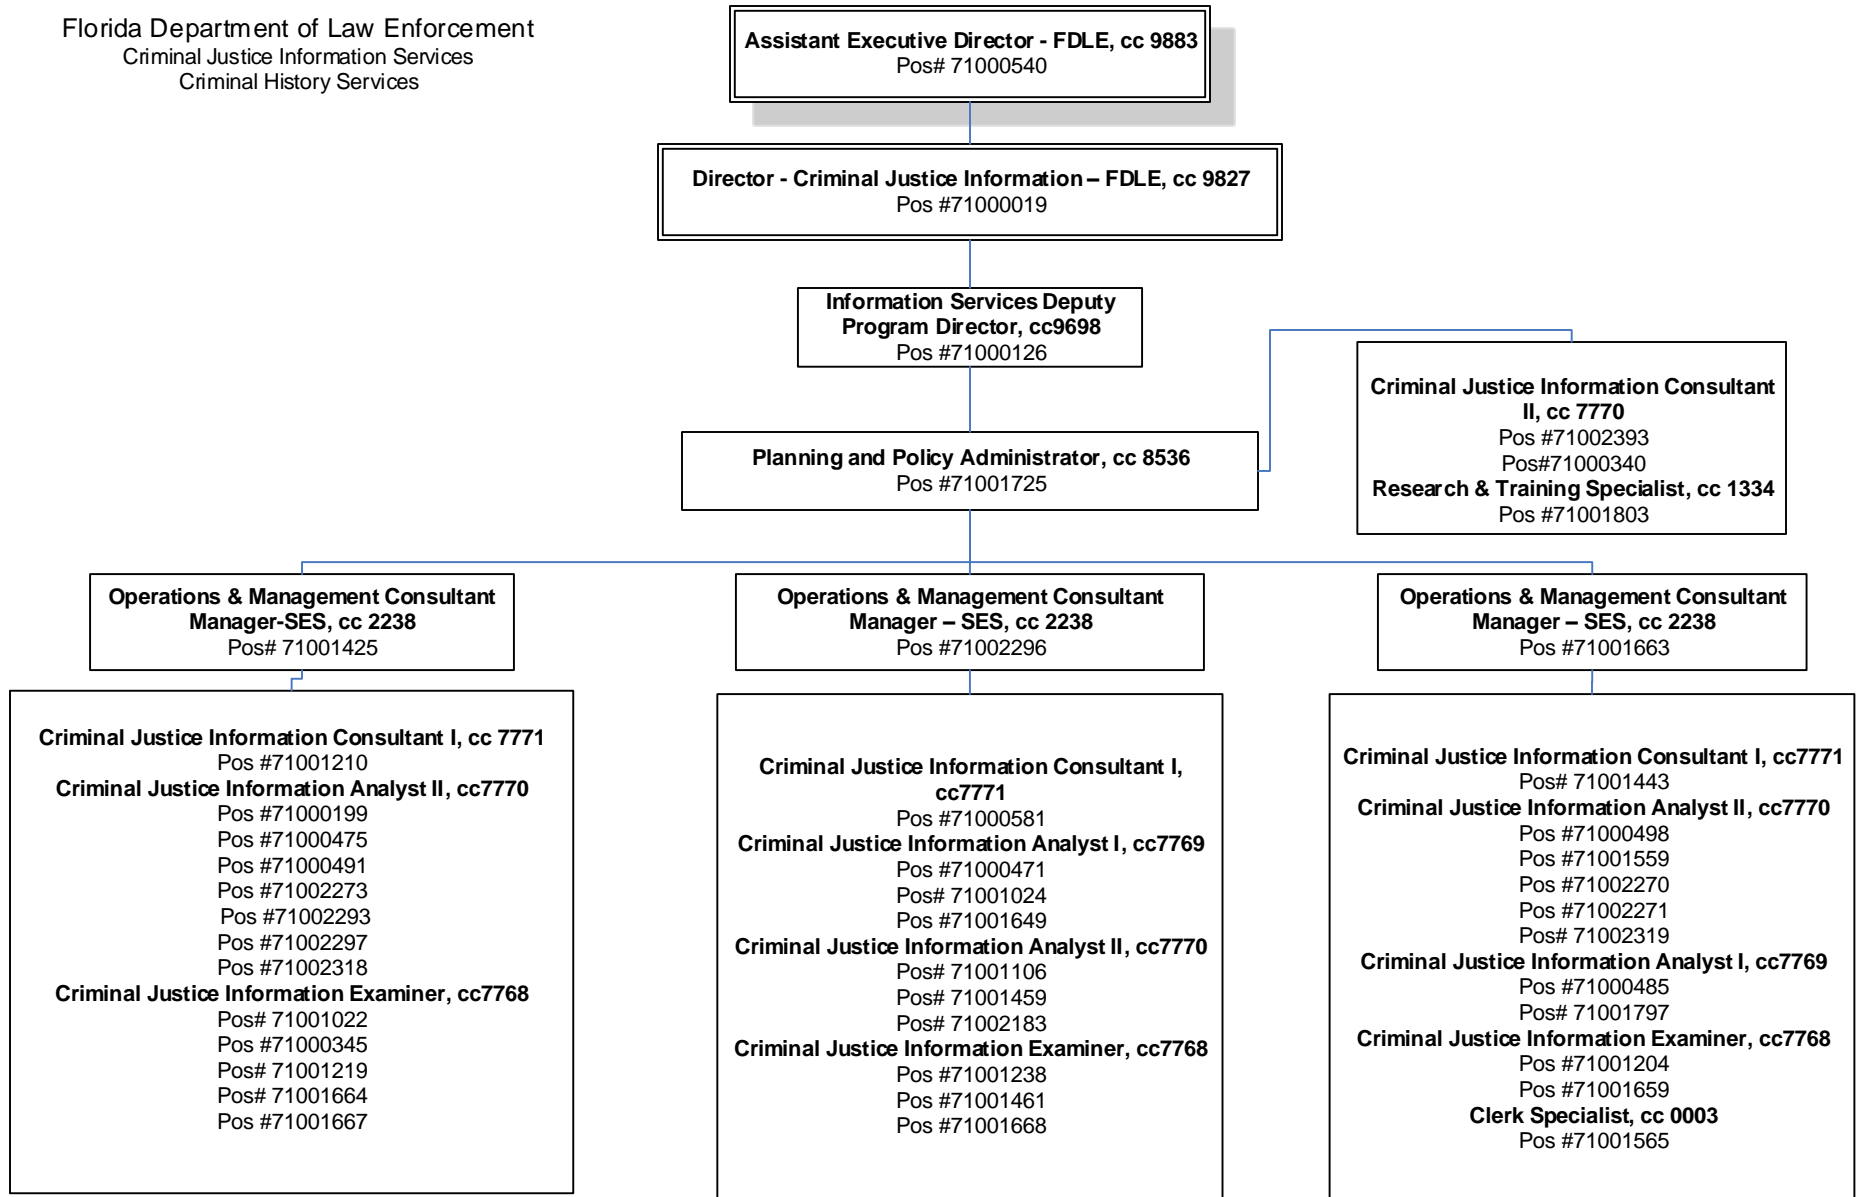 Florida Department of Law Enforcement
Criminal Justice Information Services
Criminal History Services
Assistant Executive Director - FDLE, cc 9883
Pos# 71000540
Director - Criminal Justice Information – FDLE, cc 9827
Pos #71000019
Information Services Deputy
Program Director, cc9698
Pos #71000126
Criminal Justice Information Consultant
II, cc 7770
Pos #71002393
Pos#71000340
Research & Training Specialist, cc 1334
Pos #71001803
Planning and Policy Administrator, cc 8536
Pos #71001725
Operations & Management Consultant
Manager-SES, cc 2238
Pos# 71001425
Operations & Management Consultant
Manager – SES, cc 2238
Pos #71002296
Operations & Management Consultant
Manager – SES, cc 2238
Pos #71001663
Criminal Justice Information Consultant I, cc 7771
Pos #71001210
Criminal Justice Information Analyst II, cc7770
Pos #71000199
Pos #71000475
Pos #71000491
Pos #71002273
Pos #71002293
Pos #71002297
Pos #71002318
Criminal Justice Information Examiner, cc7768
Pos# 71001022
Pos #71000345
Pos #71001219
Pos# 71001664
Pos #71001667
Criminal Justice Information Consultant I,
cc7771
Pos #71000581
Criminal Justice Information Analyst I, cc7769
Pos #71000471
Pos# 71001024
Pos #71001649
Criminal Justice Information Analyst II, cc7770
Pos# 71001106
Pos #71001459
Pos #71002183
Criminal Justice Information Examiner, cc7768
Pos #71001238
Pos #71001461
Pos #71001668
Criminal Justice Information Consultant I, cc7771
Pos# 71001443
Criminal Justice Information Analyst II, cc7770
Pos #71000498
Pos #71001559
Pos #71002270
Pos #71002271
Pos# 71002319
Criminal Justice Information Analyst I, cc7769
Pos #71000485
Pos# 71001797
Criminal Justice Information Examiner, cc7768
Pos #71001204
Pos #71001659
Clerk Specialist, cc 0003
Pos #71001565